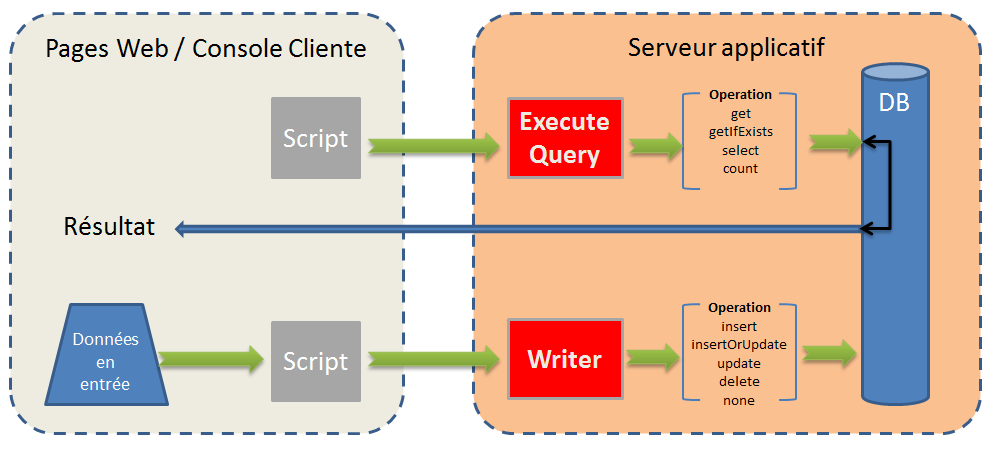 Pages Web / Console Cliente
Serveur applicatif
DB
Script
Execute
Query
Operation
get
getIfExists
select
count
Résultat
Données
en
entrée
Script
Writer
Operation
insert
insertOrUpdate
update
delete
none